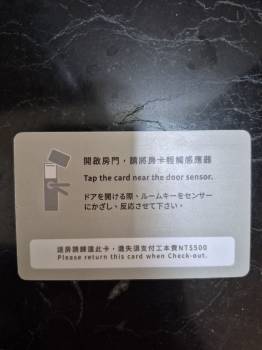 開啟房門，請將房卡輕觸感應器
Tap the card near the door sensor.
ドアを開ける際、ルームキーをセンサー
にかざし、反応させて下さい。
退房請歸還此卡，遺失須支付工本費NT$500
Please return this card when Check-out.